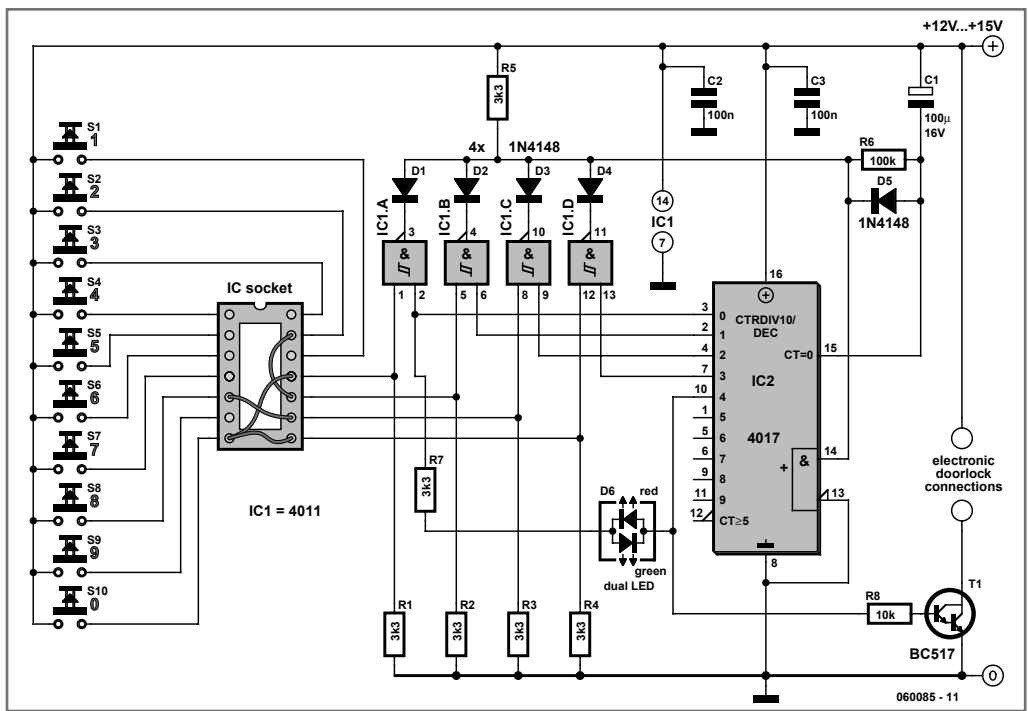 +12V...+15V
R5
3k3
C2
100n
C3
100n
C1
100µ
16V
R6
100k
D5
1N4148
S1
1
S2
2
S3
3
S4
4
S5
5
S6
6
S7
7
S8
8
S9
9
S10
0
4x 1N4148
D1
D2
D3
D4
IC1.A
IC1.B
IC1.C
IC1.D
3
4
10
11
&
&
&
&
1 2
5 6
8 9
12 13
14
IC1
7
IC socket
IC1 = 4011
16
CTRDIV10/
DEC
CT=0
15
IC2
4017
3 0
2 1
4 2
7 3
10 4
1 5
5 6
6 7
9 8
11 9
12 CT≥5
&
+
14
13
8
R7
3k3
D6
red
green
dual LED
electronic
doorlock
connections
R1
3k3
R2
3k3
R3
3k3
R4
3k3
R8
10k
T1
BC517
0
060085 - 11